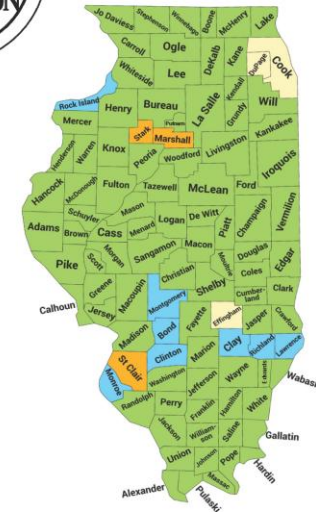 ON
Jo Daviess
Stephenson
Winnebago
Boone
McHenry
Lake
Carroll
Ogle
DeKalb
Kane
DuPage
Cook
Whiteside
Lee
Kendall
Will
Rock Island
Henry
Bureau
La Salle
Grundy
Mercer
Putnam
Kankakee
Stark
Marshall
Henderson
Warren
Knox
Peoria
Woodford
Livingston
Iroquois
Hancock
McDonough
Fulton
Tazewell
McLean
Ford
Schuyler
Mason
Adams
Brown
Cass
Menard
Logan
De Witt
Piatt
Champaign
Vermilion
Pike
Scott
Morgan
Sangamon
Macon
Moultrie
Douglas
Edgar
Coles
Calhoun
Greene
Jersey
Macoupin
Montgomery
Christian
Shelby
Cumber-
land
Clark
Madison
Bond
Fayette
Effingham
Jasper
Crawford
St Clair
Clinton
Marion
Clay
Richland
Lawrence
Monroe
Washington
Jefferson
Wayne
Edwards
Wabash
Randolph
Perry
Franklin
Hamilton
White
Jackson
William-
son
Saline
Gallatin
Union
Johnson
Pope
Hardin
Alexander
Pulaski
Massac